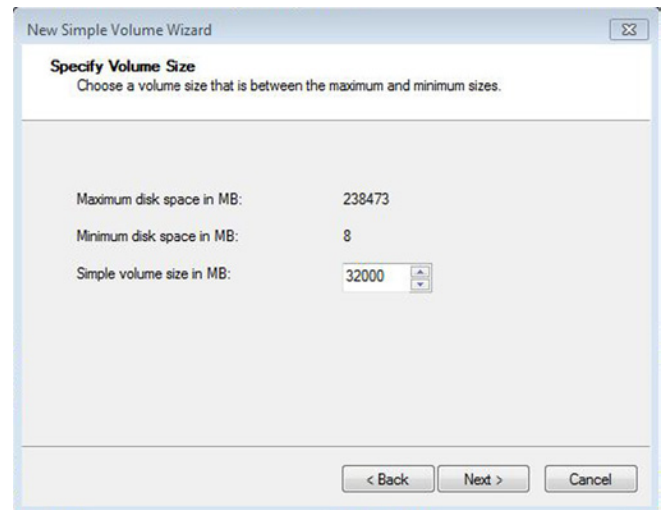 New Simple Volume Wizard
Specify Volume Size
Choose a volume size that is between the maximum and minimum sizes.
Maximum disk space in MB: 238473
Minimum disk space in MB: 8
Simple volume size in MB: 32000
< Back Next > Cancel